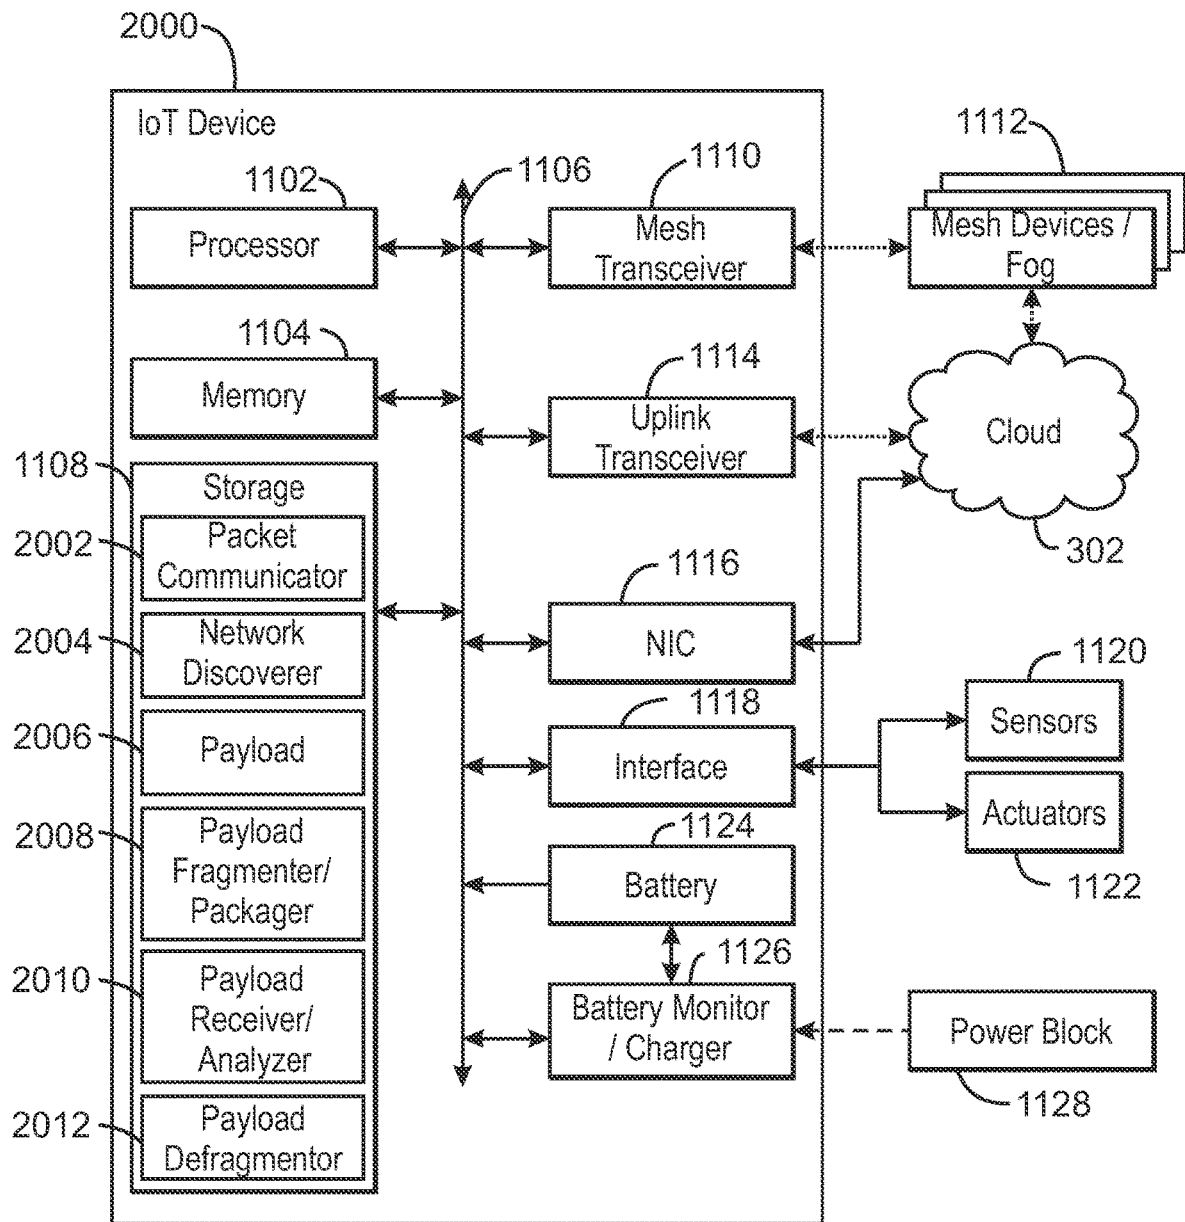 2000
IoT Device
1102
Processor
1104
Memory
1108
Storage
2002
Packet
Communicator
2004
Network
Discoverer
2006
Payload
2008
Payload
Fragmenter/
Packager
2010
Payload
Receiver/
Analyzer
2012
Payload
Defragmentor
1106
1110
Mesh
Transceiver
1114
Uplink
Transceiver
1116
NIC
1118
Interface
1124
Battery
1126
Battery Monitor
/ Charger
1112
Mesh Devices /
Fog
Cloud
302
1120
Sensors
Actuators
1122
Power Block
1128